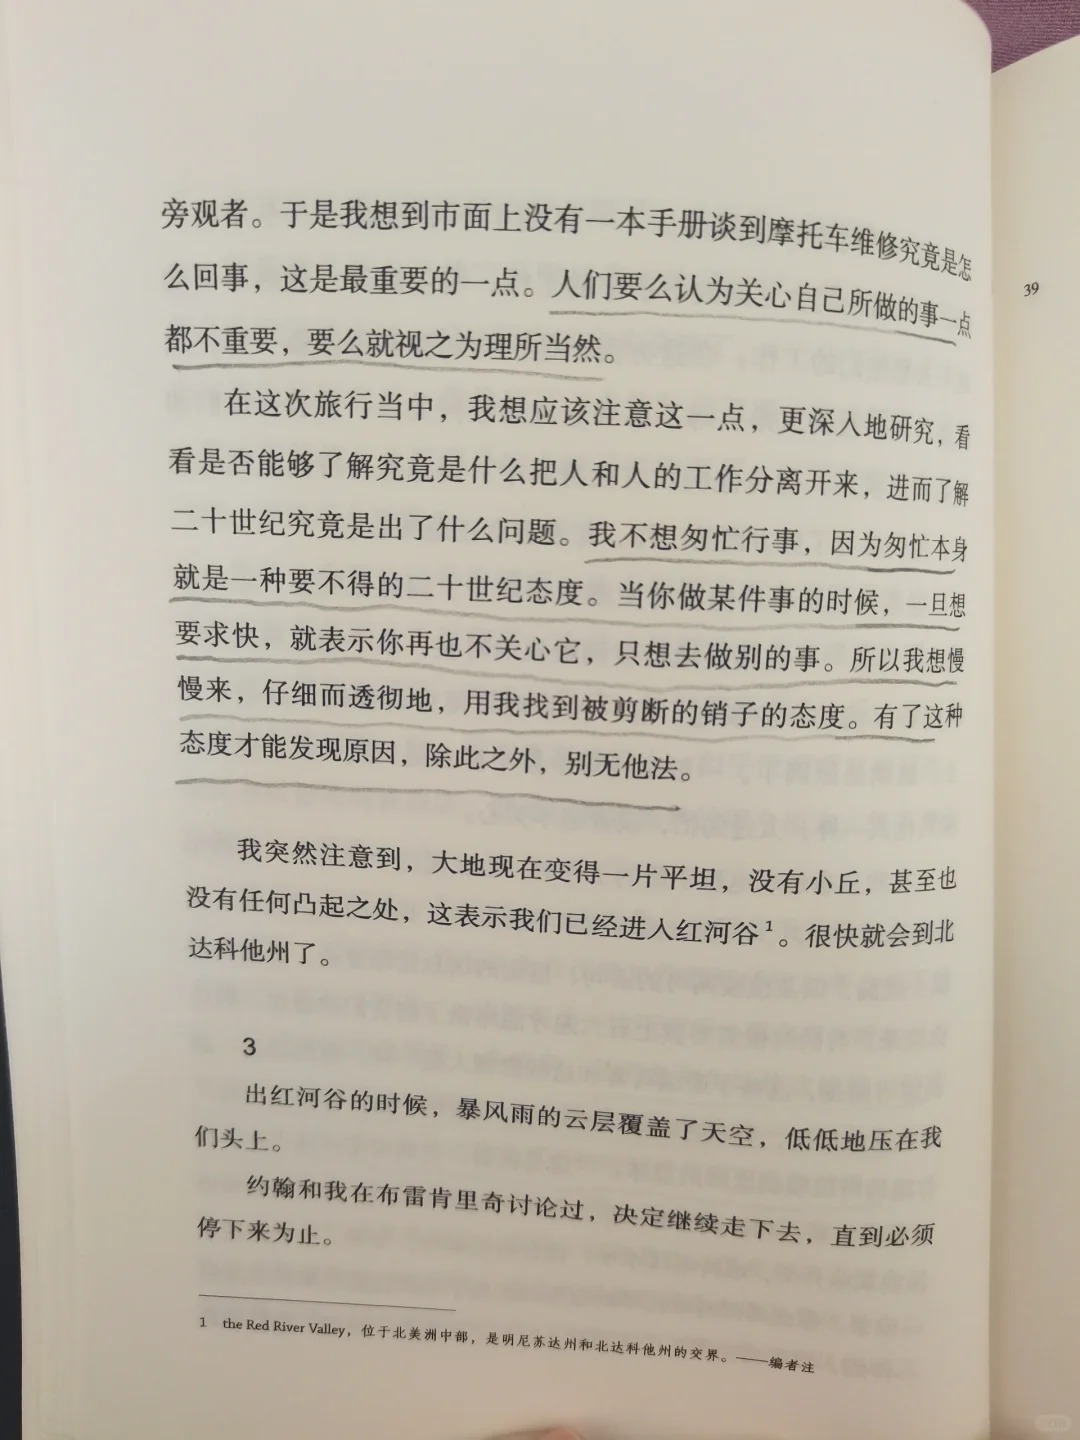 旁观者。于是我想到市面上没有一本手册谈到摩托车维修究竟是怎
么回事，这是最重要的一点。人们要么认为关心自己所做的事一点
都不重要，要么就视之为理所当然。
在这次旅行当中，我想应该注意这一点，更深入地研究，看
看是否能够了解究竟是什么把人和人的工作分离开来，进而了解
二十世纪究竟是出了什么问题。我不想匆忙行事，因为匆忙本身
就是一种要不得的二十世纪态度。当你做某件事的时候，一旦想
要求快，就表示你再也不关心它，只想去做别的事。所以我想慢
慢来，仔细而透彻地，用我找到被剪断的销子的态度。有了这种
态度才能发现原因，除此之外，别无他法。
我突然注意到，大地现在变得一片平坦，没有小丘，甚至也
没有任何凸起之处，这表示我们已经进入红河谷1。很快就会到北
达科他州了。
3
出红河谷的时候，暴风雨的云层覆盖了天空，低低地压在我
们头上。
约翰和我在布雷肯里奇讨论过，决定继续走下去，直到必须
停下来为止。
1 the Red River Valley，位于北美洲中部，是明尼苏达州和北达科他州的交界。——编者注
39